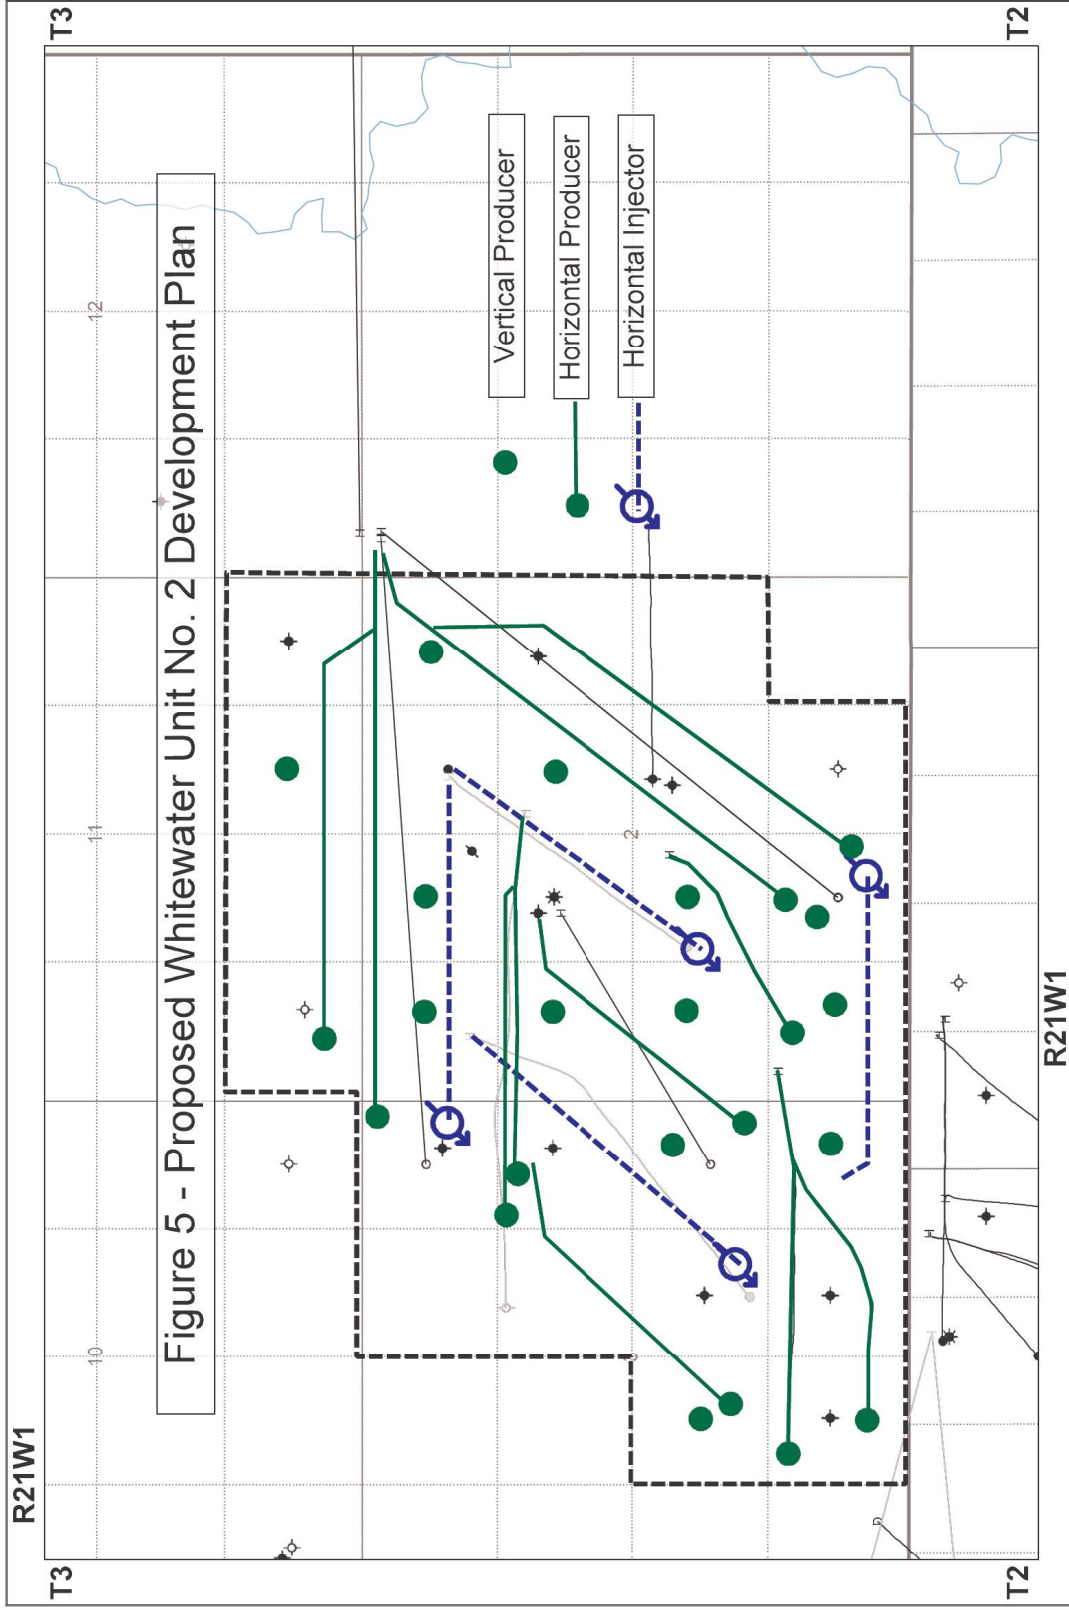 R21W1
T3
T3
T2
T2
R21W1
Figure 5 - Proposed Whitewater Unit No. 2 Development Plan
10
11
12
2
Vertical Producer
Horizontal Producer
Horizontal Injector